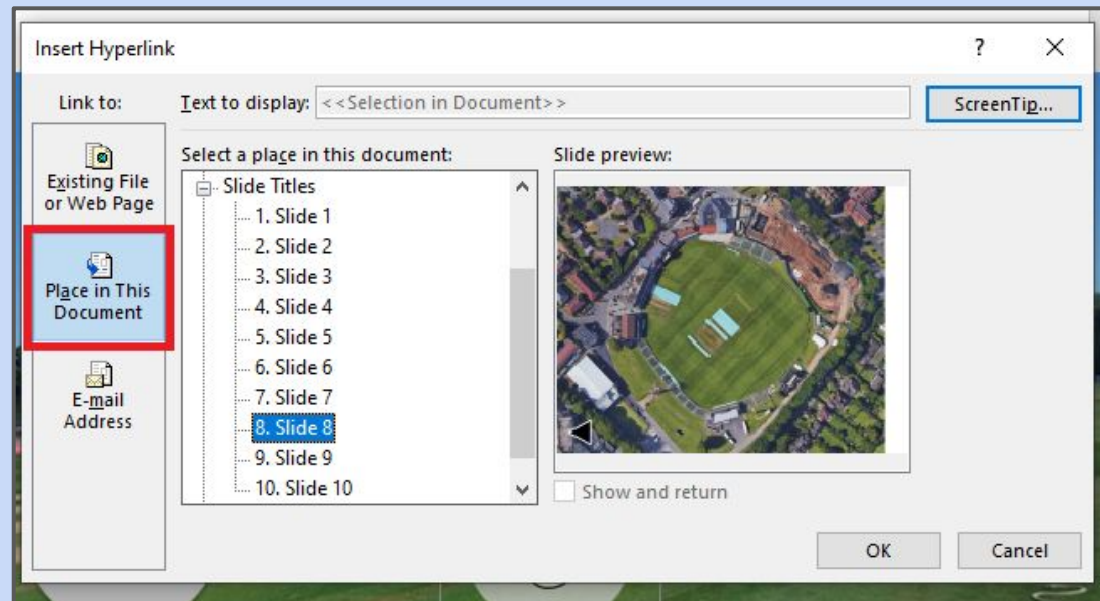 Insert Hyperlink
?
Link to:
Text to display:
<<Selection in Document>>
ScreenTip...
Existing File
or Web Page
Place in This
Document
E-mail
Address
Select a place in this document:
Slide Titles
1. Slide 1
2. Slide 2
3. Slide 3
4. Slide 4
5. Slide 5
6. Slide 6
7. Slide 7
8. Slide 8
9. Slide 9
10. Slide 10
Slide preview:
Show and return
OK
Cancel